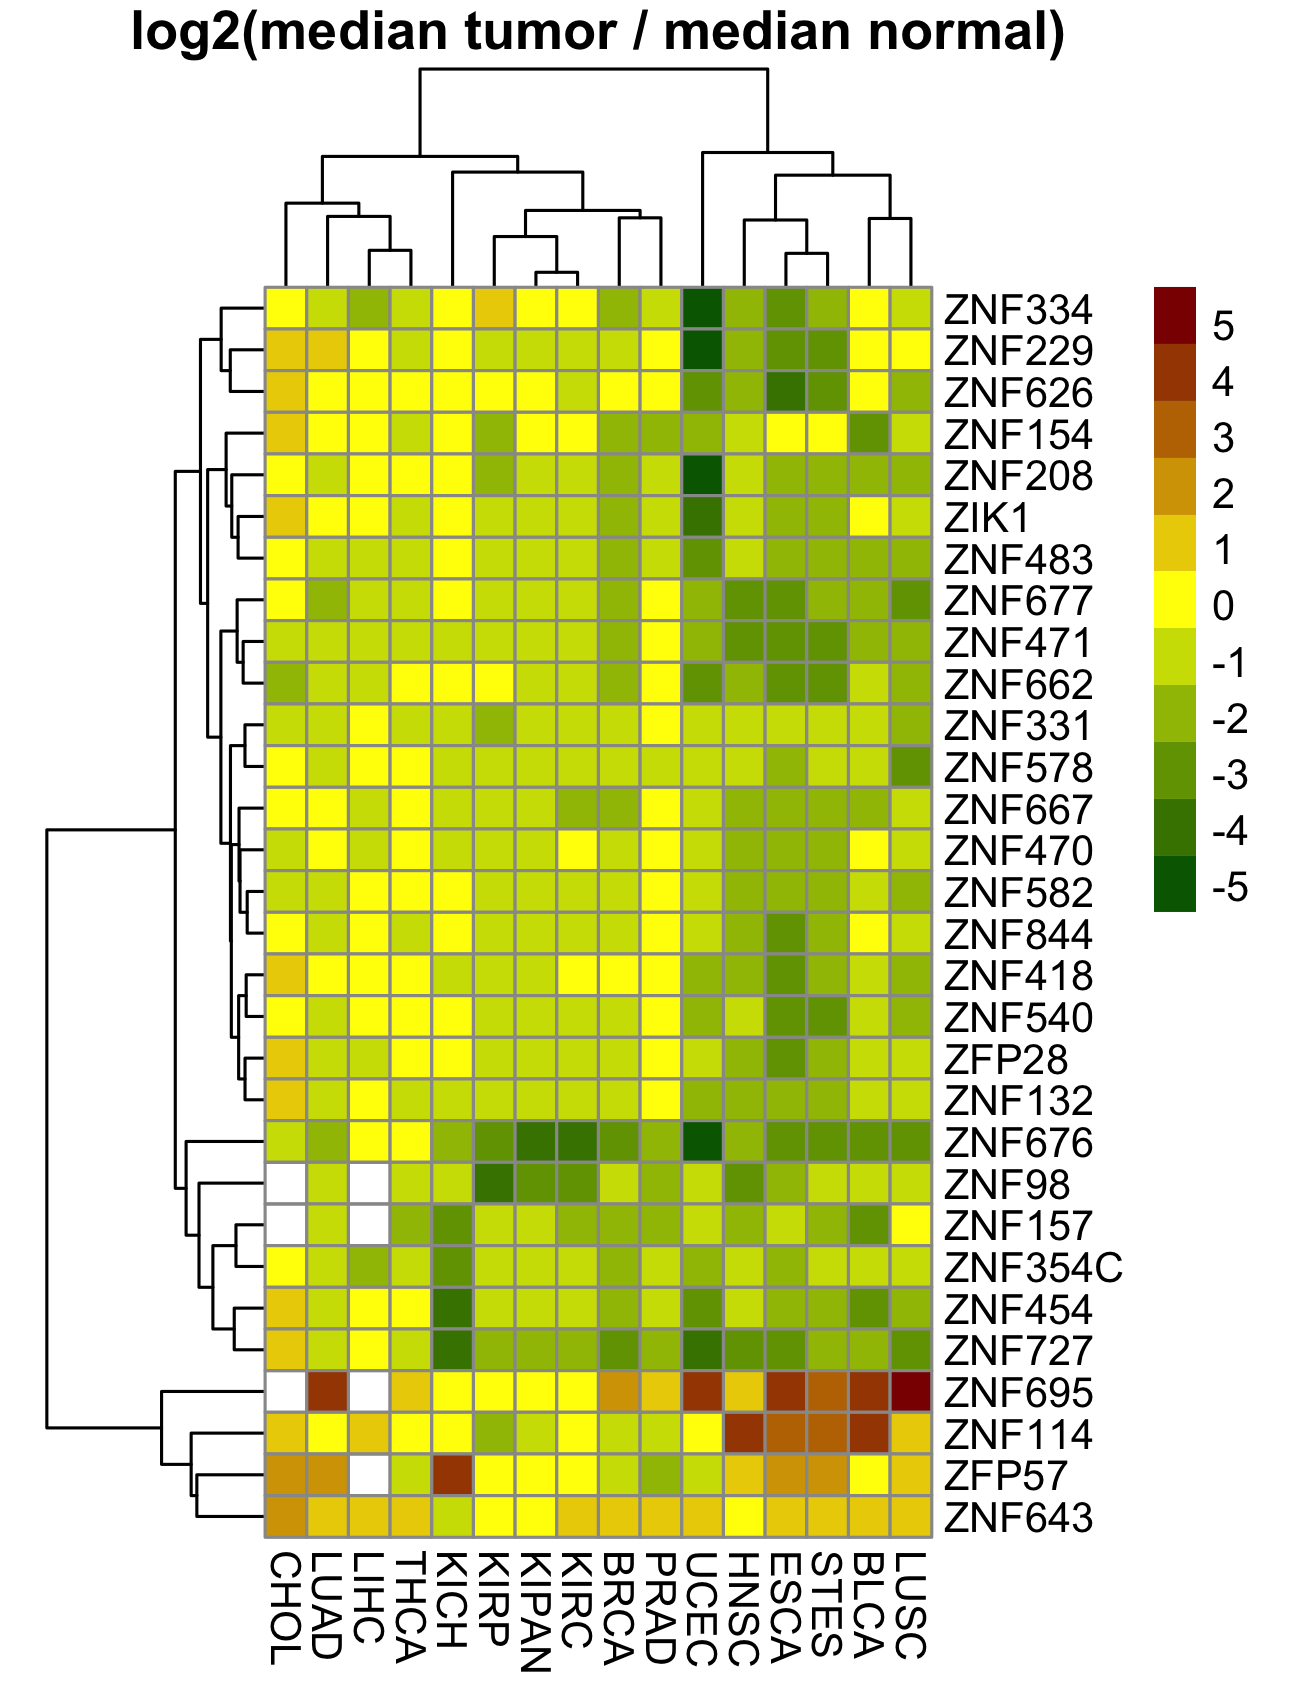 log2(median tumor / median normal)
ZNF334
ZNF229
ZNF626
ZNF154
ZNF208
ZIK1
ZNF483
ZNF677
ZNF471
ZNF662
ZNF331
ZNF578
ZNF667
ZNF470
ZNF582
ZNF844
ZNF418
ZNF540
ZFP28
ZNF132
ZNF676
ZNF98
ZNF157
ZNF354C
ZNF454
ZNF727
ZNF695
ZNF114
ZFP57
ZNF643
5
4
3
2
1
0
-1
-2
-3
-4
-5
CHOL
LUAD
LIHC
THCA
KICH
KIRP
KIPAN
KIRC
BRCA
PRAD
UCEC
HNSC
ESCA
STES
BLCA
LUSC